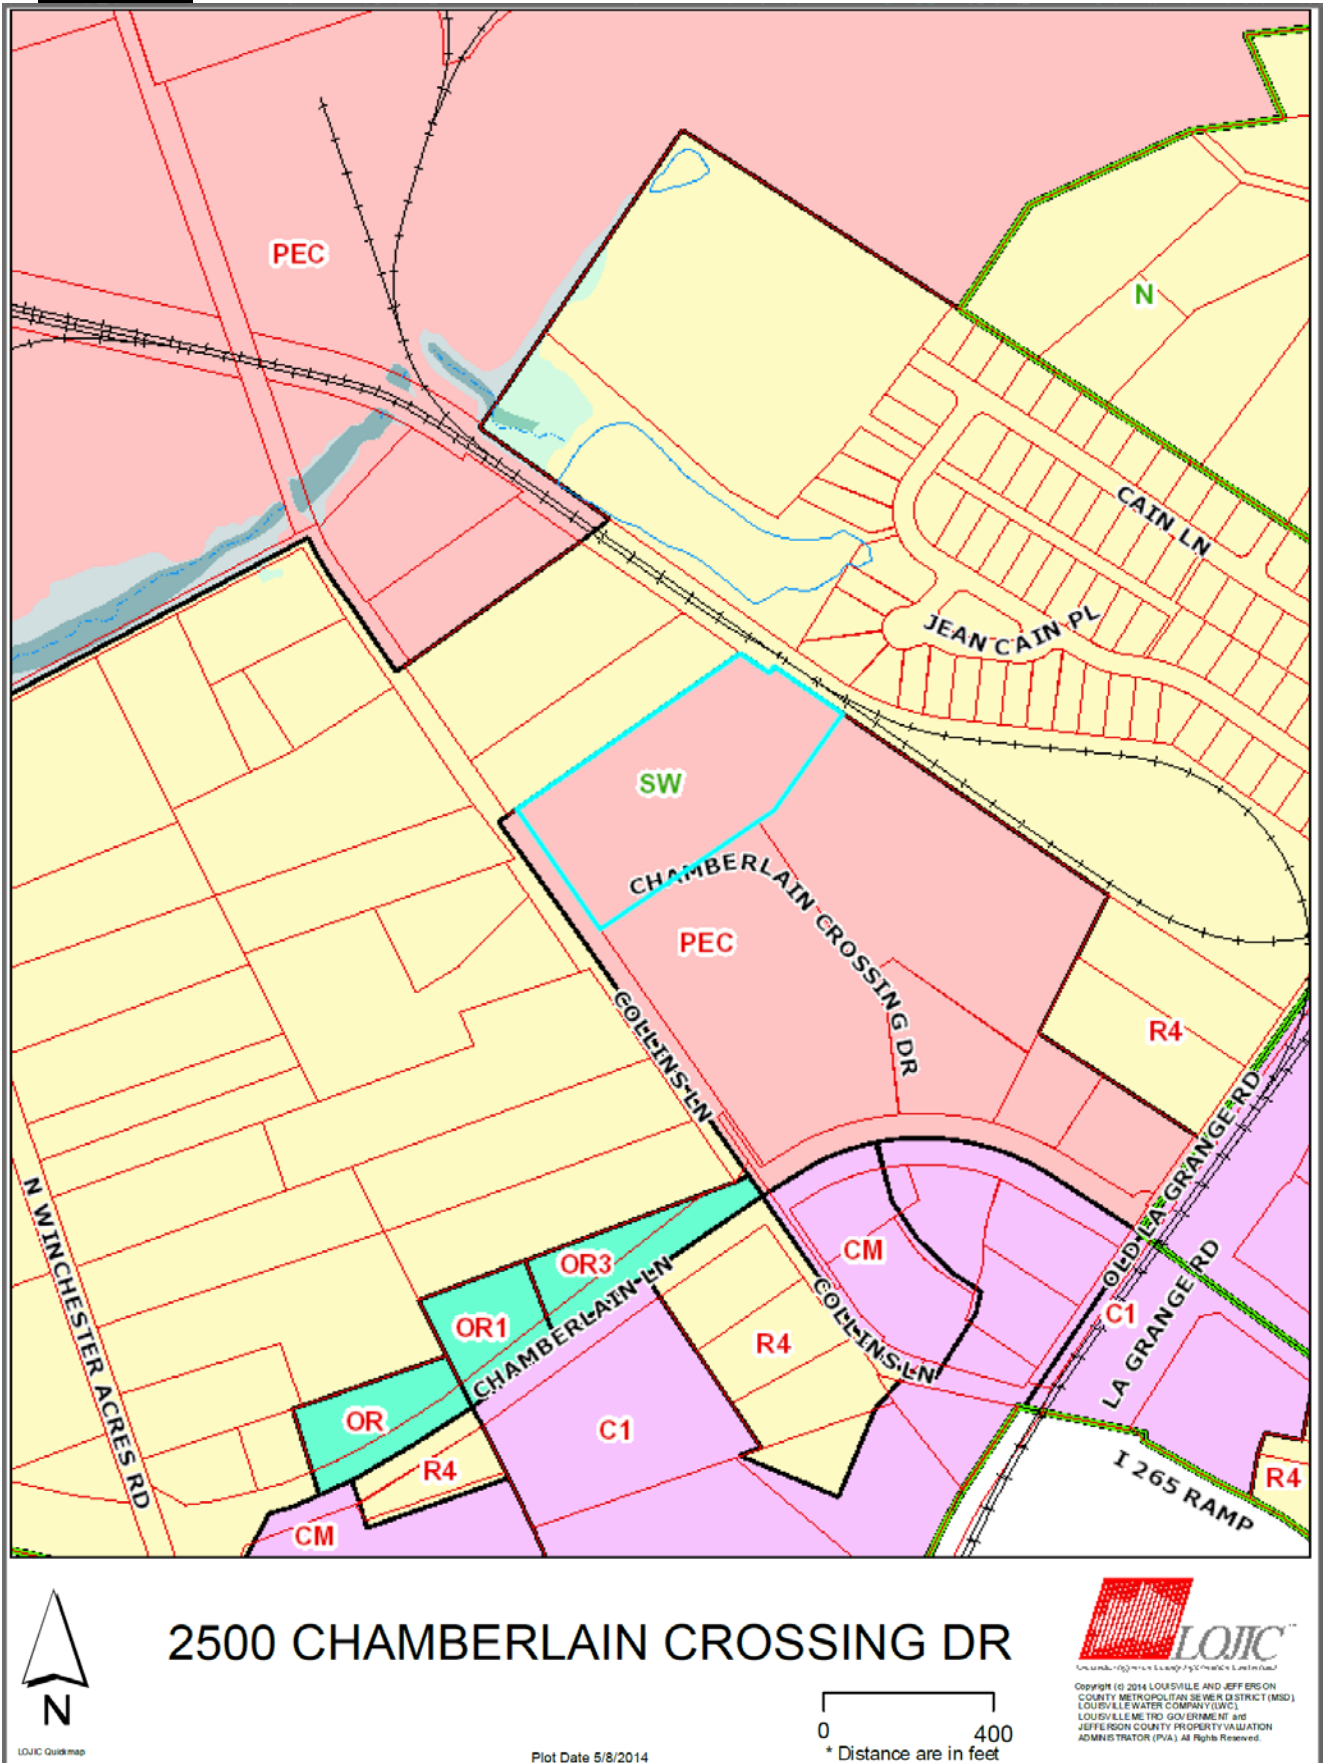 PEC
N
CAIN LN
JEAN CAIN PL
SW
CHAMBERLAIN CROSSING DR
PEC
COLLINS LN
R4
N WINCHESTER ACRES RD
OLD LA GRANGE RD
LA GRANGE RD
CM
OR3
CHAMBERLAIN LN
COLLINS LN
C1
OR1
R4
OR
C1
R4
R4
I 265 RAMP
CM
N
2500 CHAMBERLAIN CROSSING DR
LOJIC™
Copyright (c) 2014 LOUISVILLE AND JEFFERSON
COUNTY METROPOLITAN SEWER DISTRICT (MSD),
LOUISVILLE WATER COMPANY (LWC),
LOUISVILLE METRO GOVERNMENT and
JEFFERSON COUNTY PROPERTY VALUATION
ADMINISTRATOR (PVA). All Rights Reserved.
0 400
* Distance are in feet
LOJIC Quickmap
Plot Date 5/8/2014